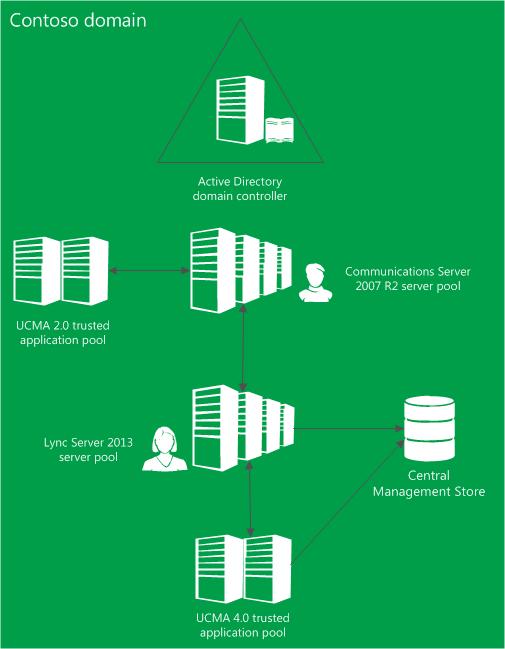 Contoso domain
Active Directory
domain controller
Communications Server
2007 R2 server pool
UCMA 2.0 trusted
application pool
Lync Server 2013
server pool
Central
Management Store
UCMA 4.0 trusted
application pool